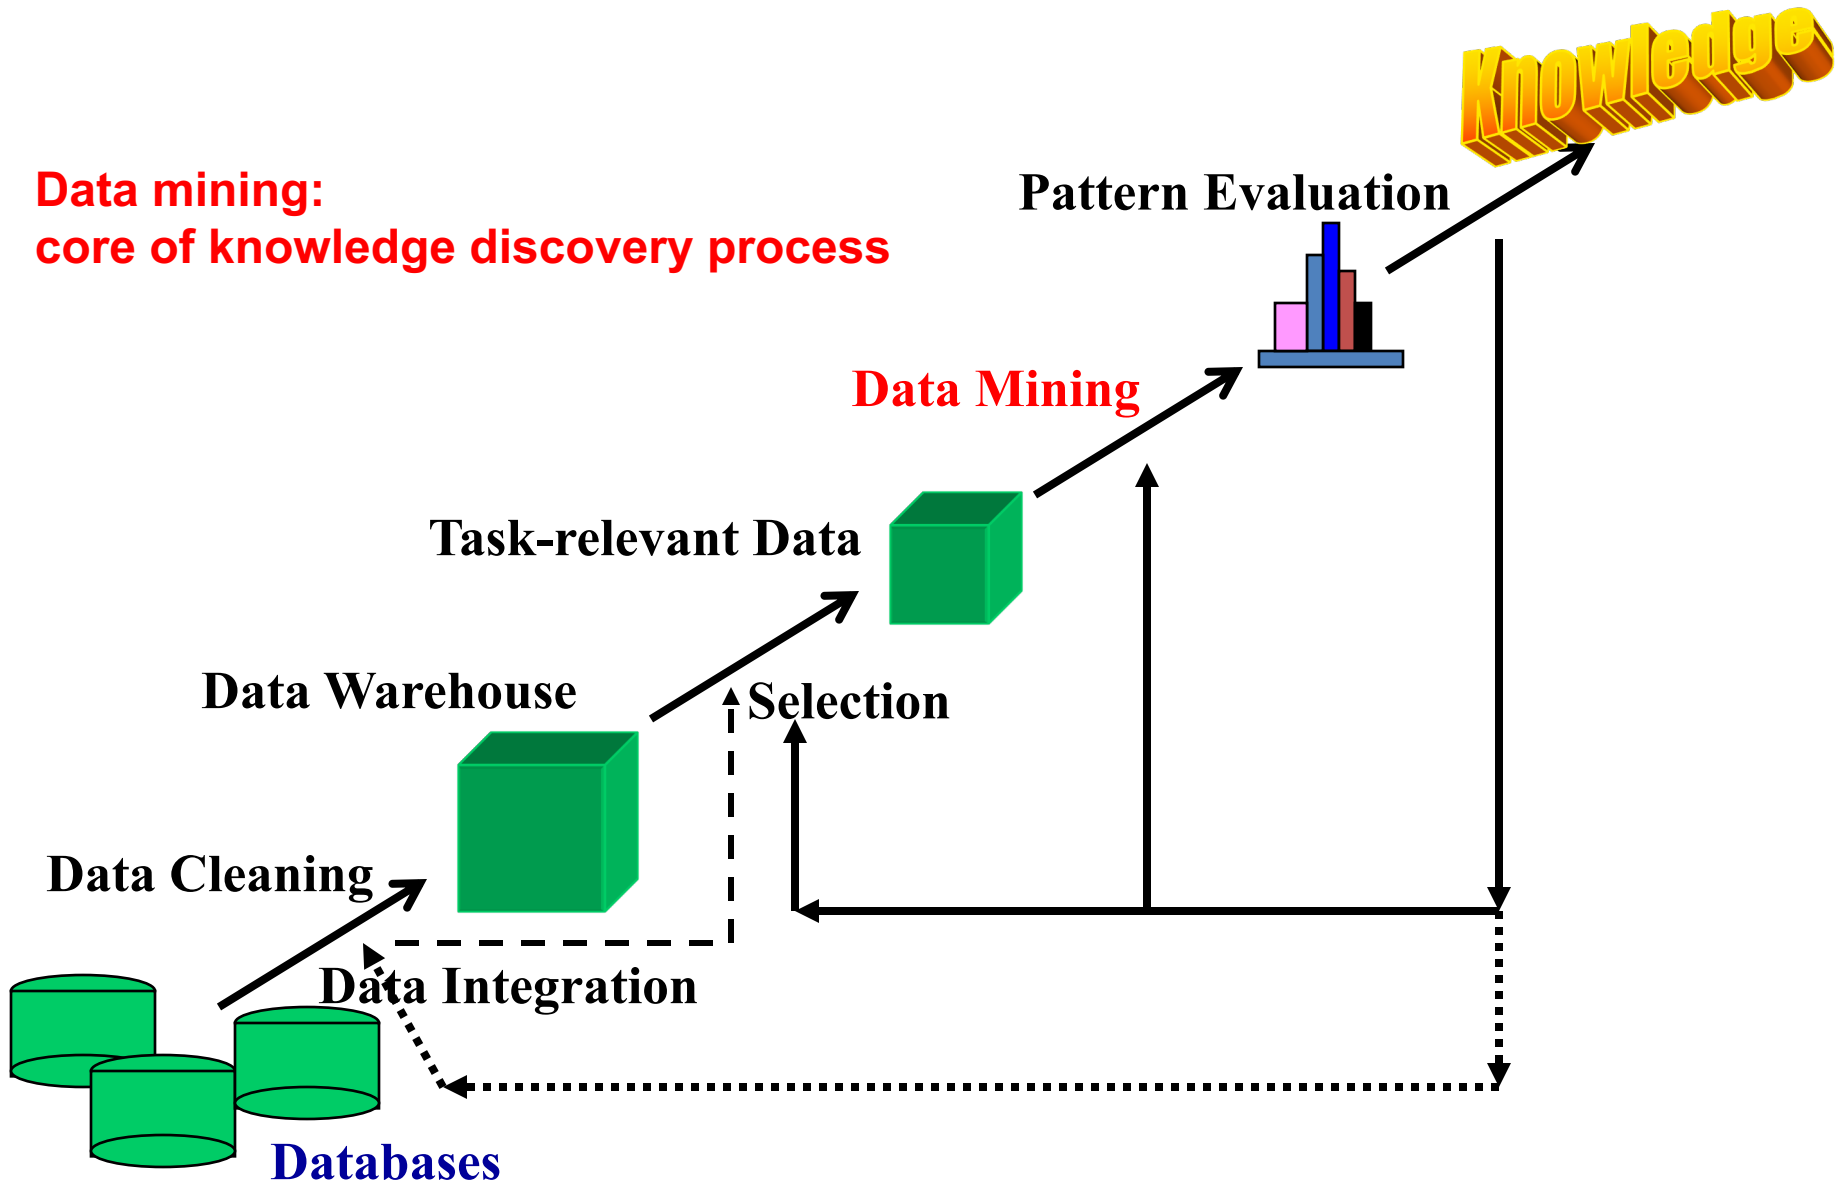 Knowledge
Data mining:
core of knowledge discovery process
Pattern Evaluation
Data Mining
Task-relevant Data
Data Warehouse
Selection
Data Cleaning
Data Integration
Databases